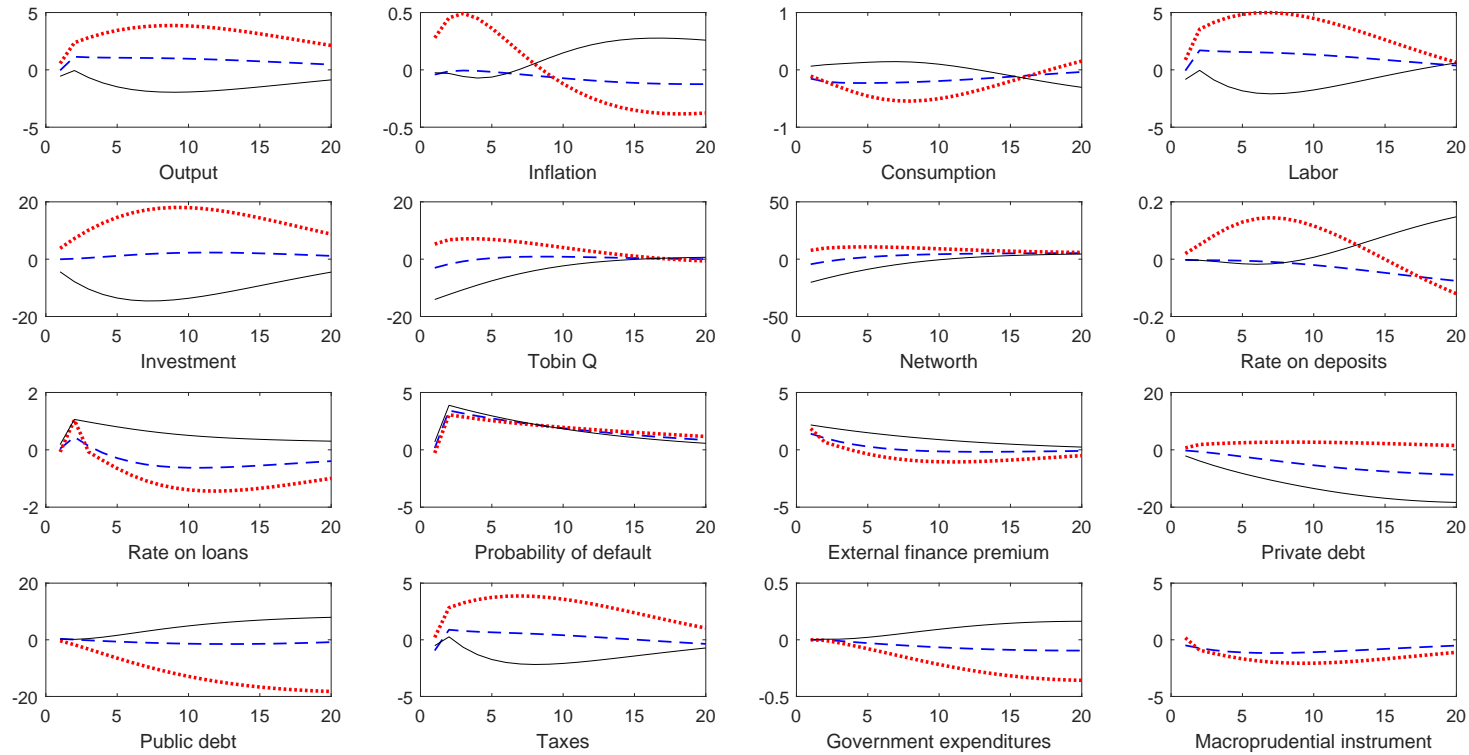 5
0
-5
0 5 10 15 20
Output
0.5
0
-0.5
0 5 10 15 20
Inflation
1
0
-1
0 5 10 15 20
Consumption
5
0
-5
0 5 10 15 20
Labor
20
0
-20
0 5 10 15 20
Investment
20
0
-20
0 5 10 15 20
Tobin Q
50
0
-50
0 5 10 15 20
Networth
0.2
0
-0.2
0 5 10 15 20
Rate on deposits
2
0
-2
0 5 10 15 20
Rate on loans
5
0
-5
0 5 10 15 20
Probability of default
5
0
-5
0 5 10 15 20
External finance premium
20
0
-20
0 5 10 15 20
Private debt
20
0
-20
0 5 10 15 20
Public debt
5
0
-5
0 5 10 15 20
Taxes
0.5
0
-0.5
0 5 10 15 20
Government expenditures
5
0
-5
0 5 10 15 20
Macroprudential instrument